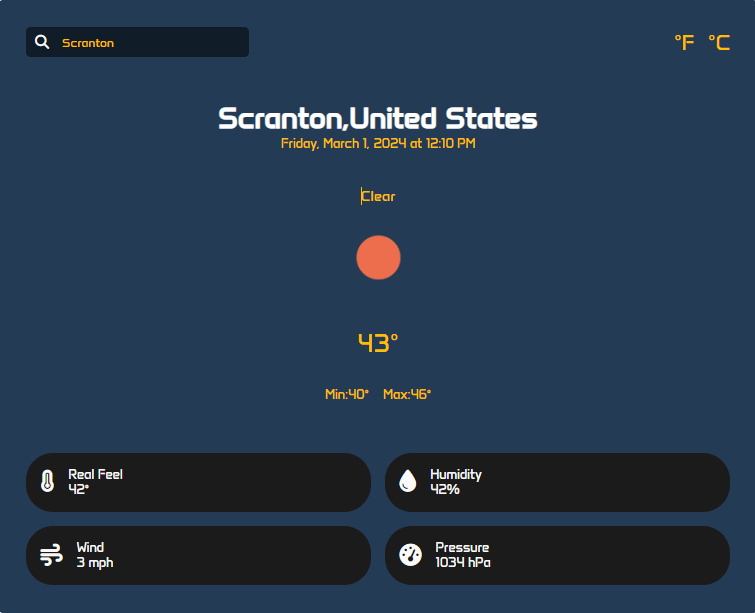 Scranton
°F °C
Scranton,United States
Friday, March 1, 2024 at 12:10 PM
Clear
43°
Min:40° Max:46°
Real Feel
42°
Humidity
42%
Wind
3 mph
Pressure
1034 hPa